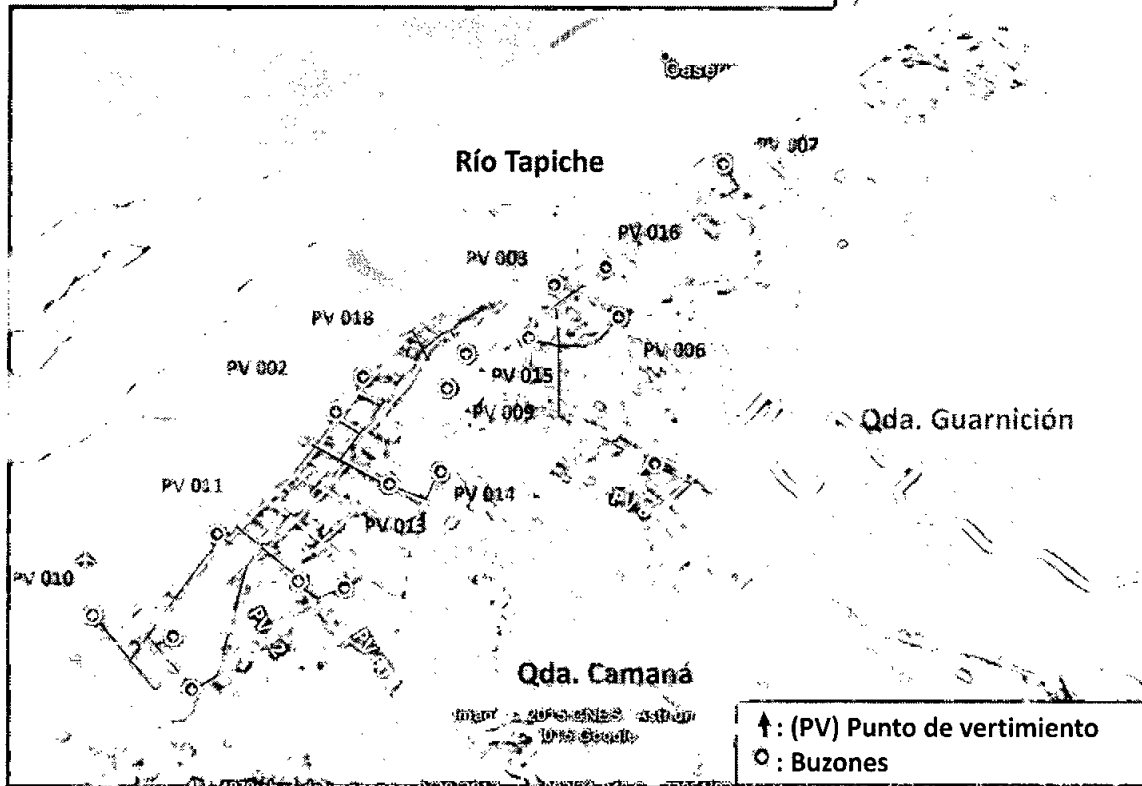 Río Tapiche
PV 007
PV 016
PV 003
PV 018
PV 006
PV 002
PV 015
PV 009
Qda. Guarnición
PV 011
PV 014
PV 013
PV 010
Qda. Camaná
: (PV) Punto de vertimiento
: Buzones